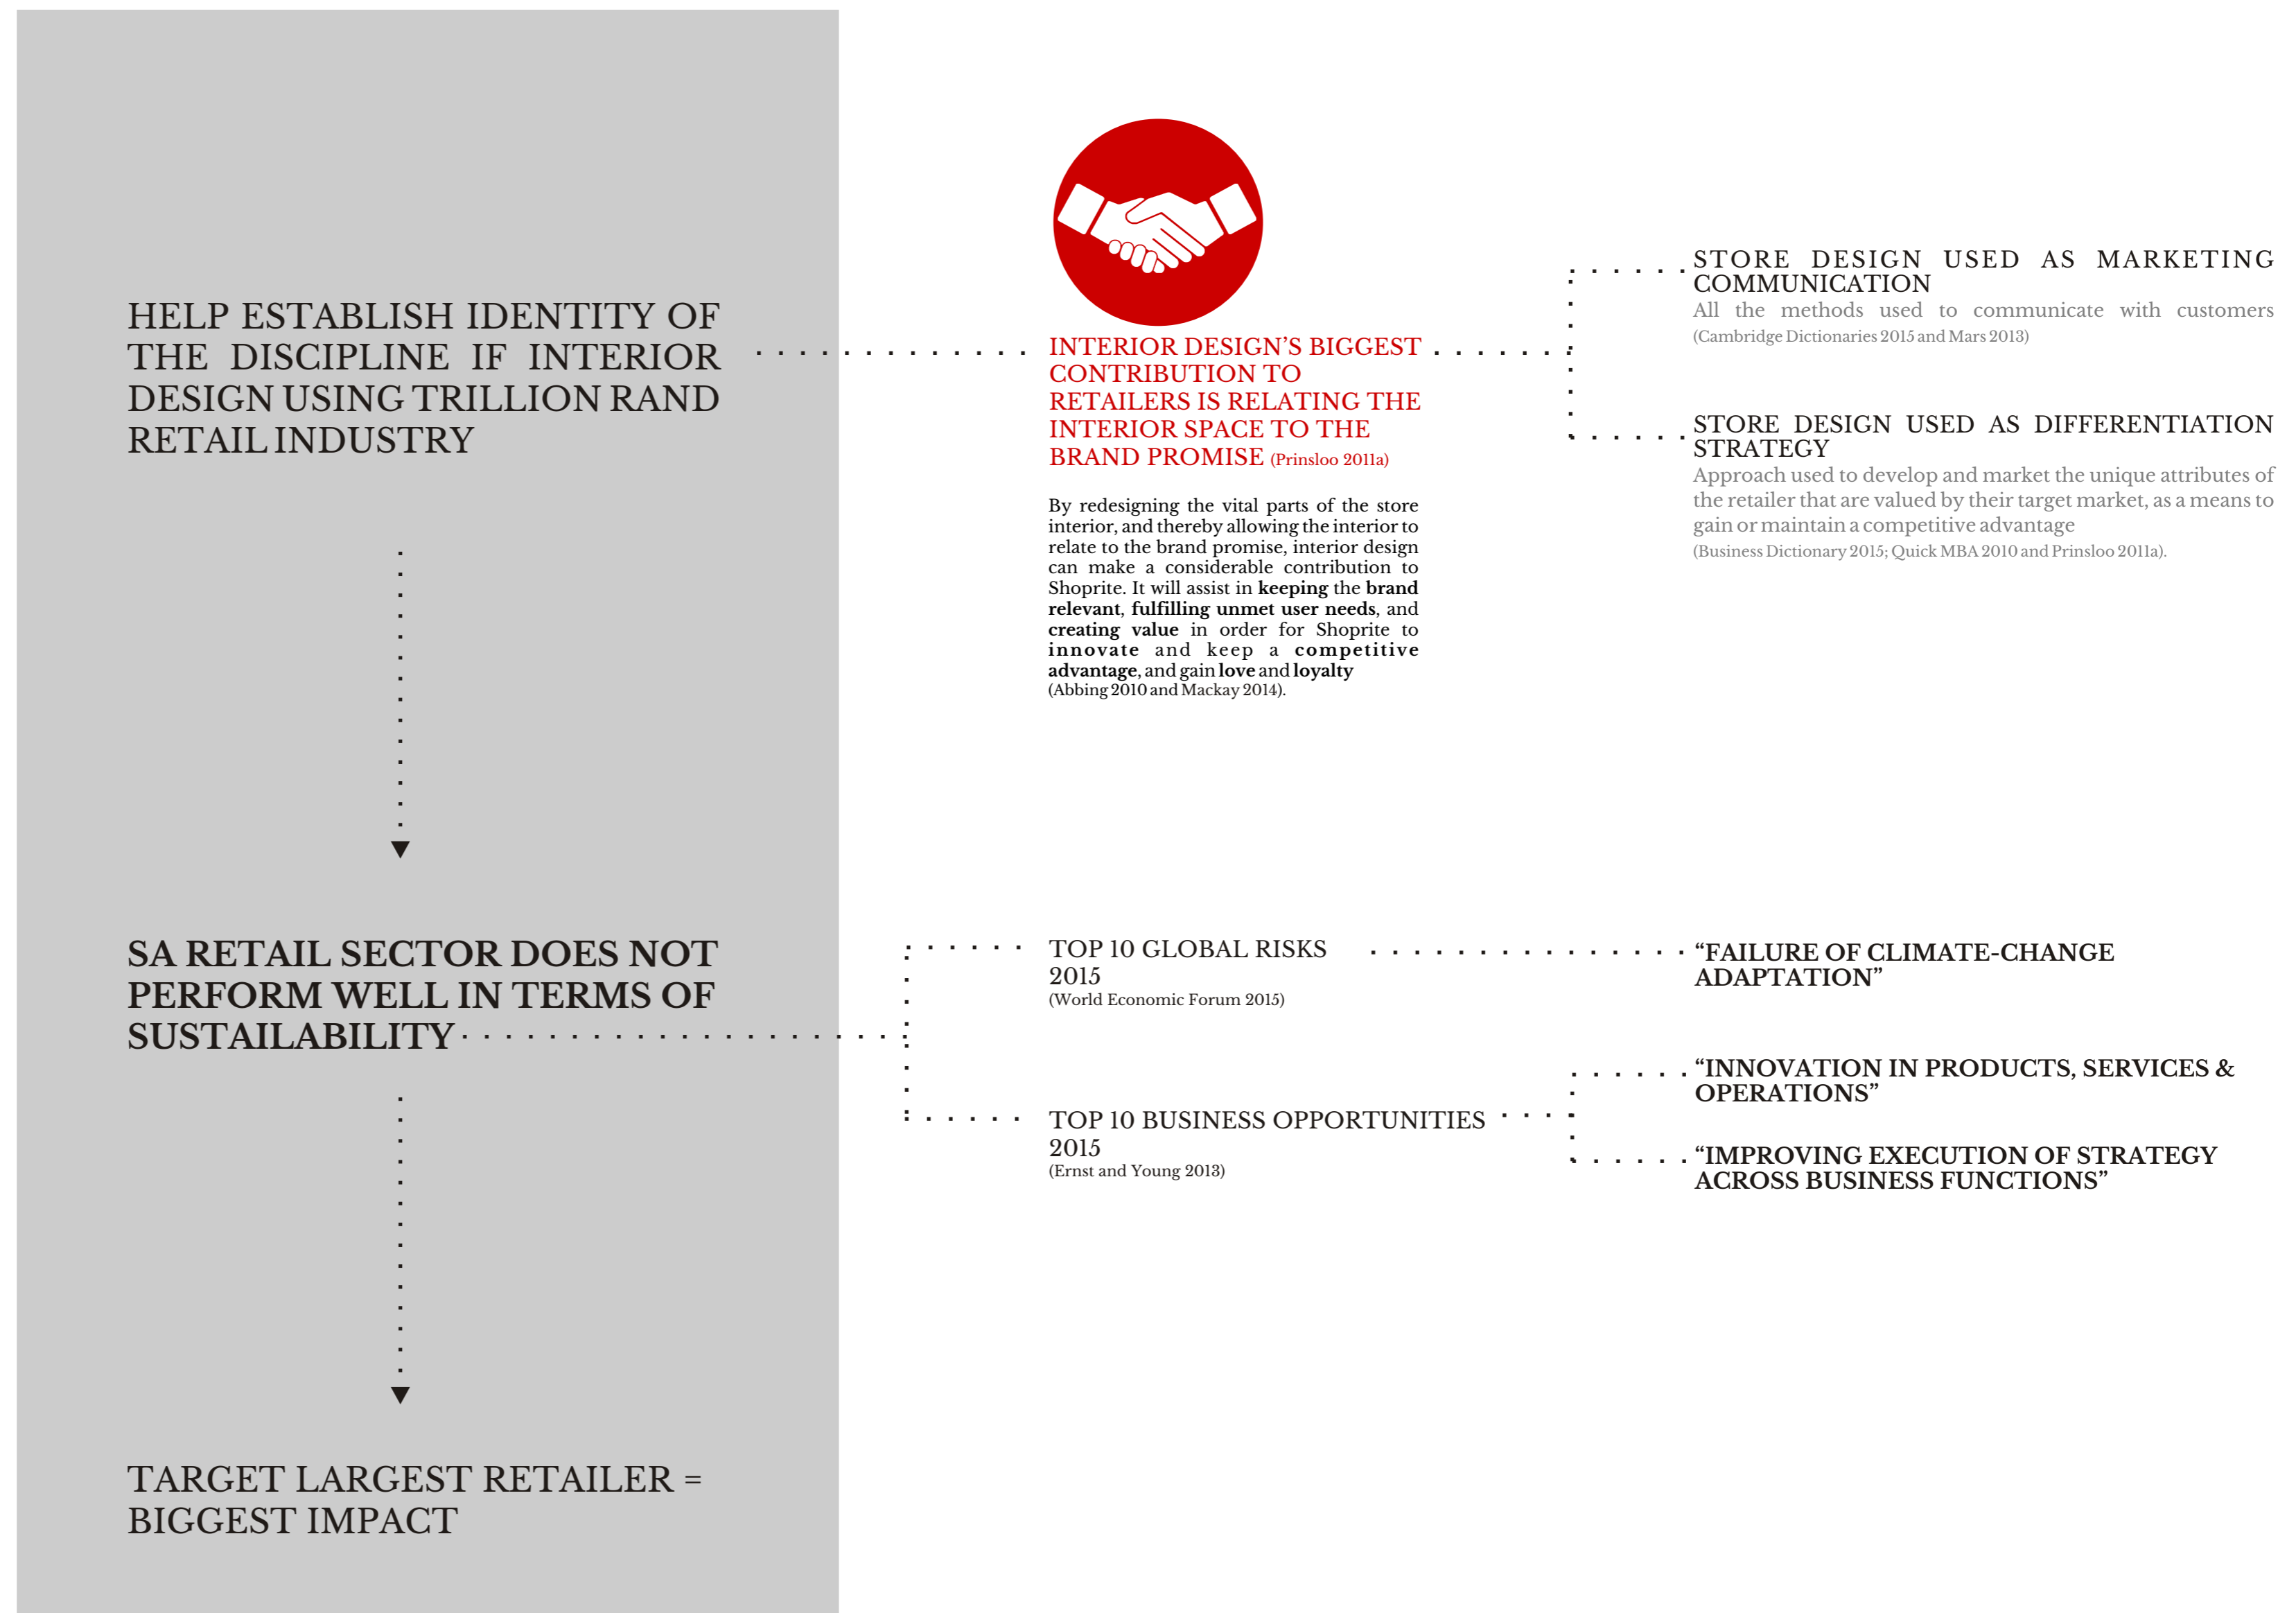 HELP ESTABLISH IDENTITY OF
THE DISCIPLINE IF INTERIOR
DESIGN USING TRILLION RAND
RETAIL INDUSTRY
INTERIOR DESIGN’S BIGGEST
CONTRIBUTION TO
RETAILERS IS RELATING THE
INTERIOR SPACE TO THE
BRAND PROMISE (Prinsloo 2011a)
By redesigning the vital parts of the store
interior, and thereby allowing the interior to
relate to the brand promise, interior design
can make a considerable contribution to
Shoprite. It will assist in keeping the brand
relevant, fulfilling unmet user needs, and
creating value in order for Shoprite to
innovate and keep a competitive
advantage, and gain love and loyalty
(Abbing 2010 and Mackay 2014).
STORE DESIGN USED AS MARKETING
COMMUNICATION
All the methods used to communicate with customers
(Cambridge Dictionaries 2015 and Mars 2013)
STORE DESIGN USED AS DIFFERENTIATION
STRATEGY
Approach used to develop and market the unique attributes of
the retailer that are valued by their target market, as a means to
gain or maintain a competitive advantage
(Business Dictionary 2015; Quick MBA 2010 and Prinsloo 2011a).
SA RETAIL SECTOR DOES NOT
PERFORM WELL IN TERMS OF
SUSTAILABILITY
TOP 10 GLOBAL RISKS
2015
(World Economic Forum 2015)
“FAILURE OF CLIMATE-CHANGE
ADAPTATION”
TOP 10 BUSINESS OPPORTUNITIES
2015
(Ernst and Young 2013)
“INNOVATION IN PRODUCTS, SERVICES &
OPERATIONS”
“IMPROVING EXECUTION OF STRATEGY
ACROSS BUSINESS FUNCTIONS”
TARGET LARGEST RETAILER =
BIGGEST IMPACT